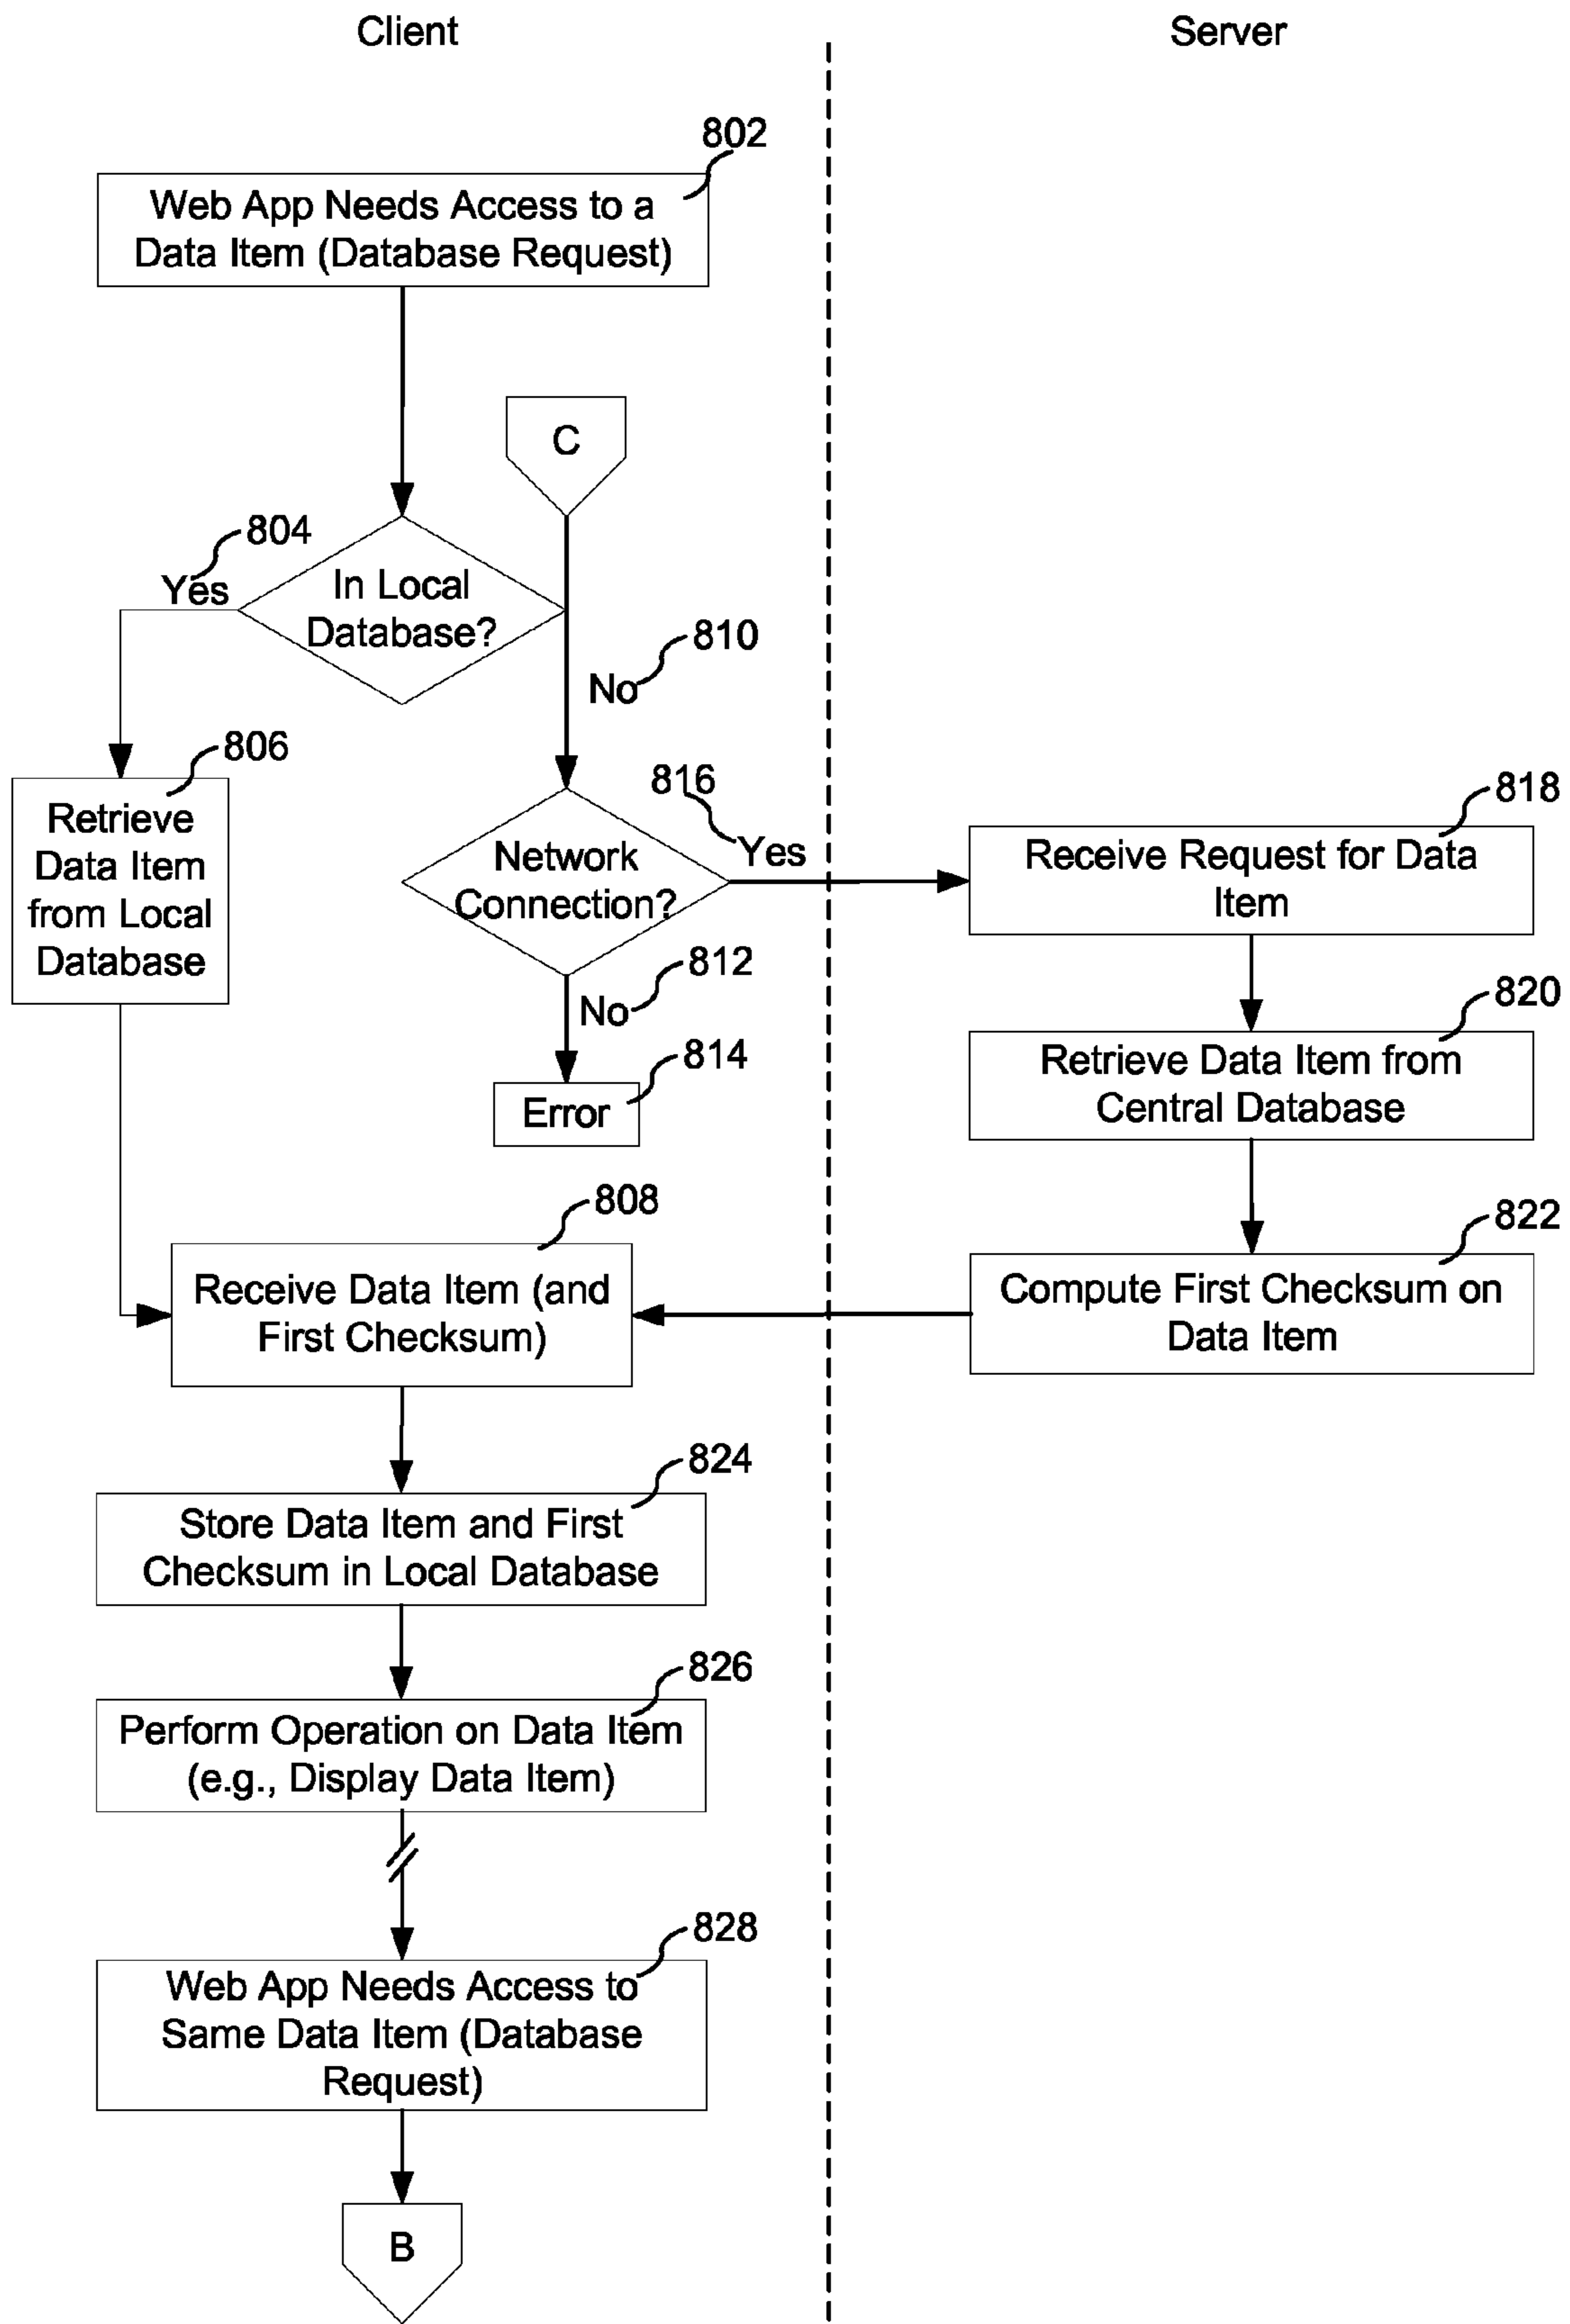 Client
Server
802
Web App Needs Access to a
Data Item (Database Request)
C
804
Yes
In Local
Database?
810
No
806
Retrieve
Data Item
from Local
Database
816
Yes
Network
Connection?
812
No
814
Error
818
Receive Request for Data
Item
820
Retrieve Data Item from
Central Database
822
Compute First Checksum on
Data Item
808
Receive Data Item (and
First Checksum)
824
Store Data Item and First
Checksum in Local Database
826
Perform Operation on Data Item
(e.g., Display Data Item)
828
Web App Needs Access to
Same Data Item (Database
Request)
B